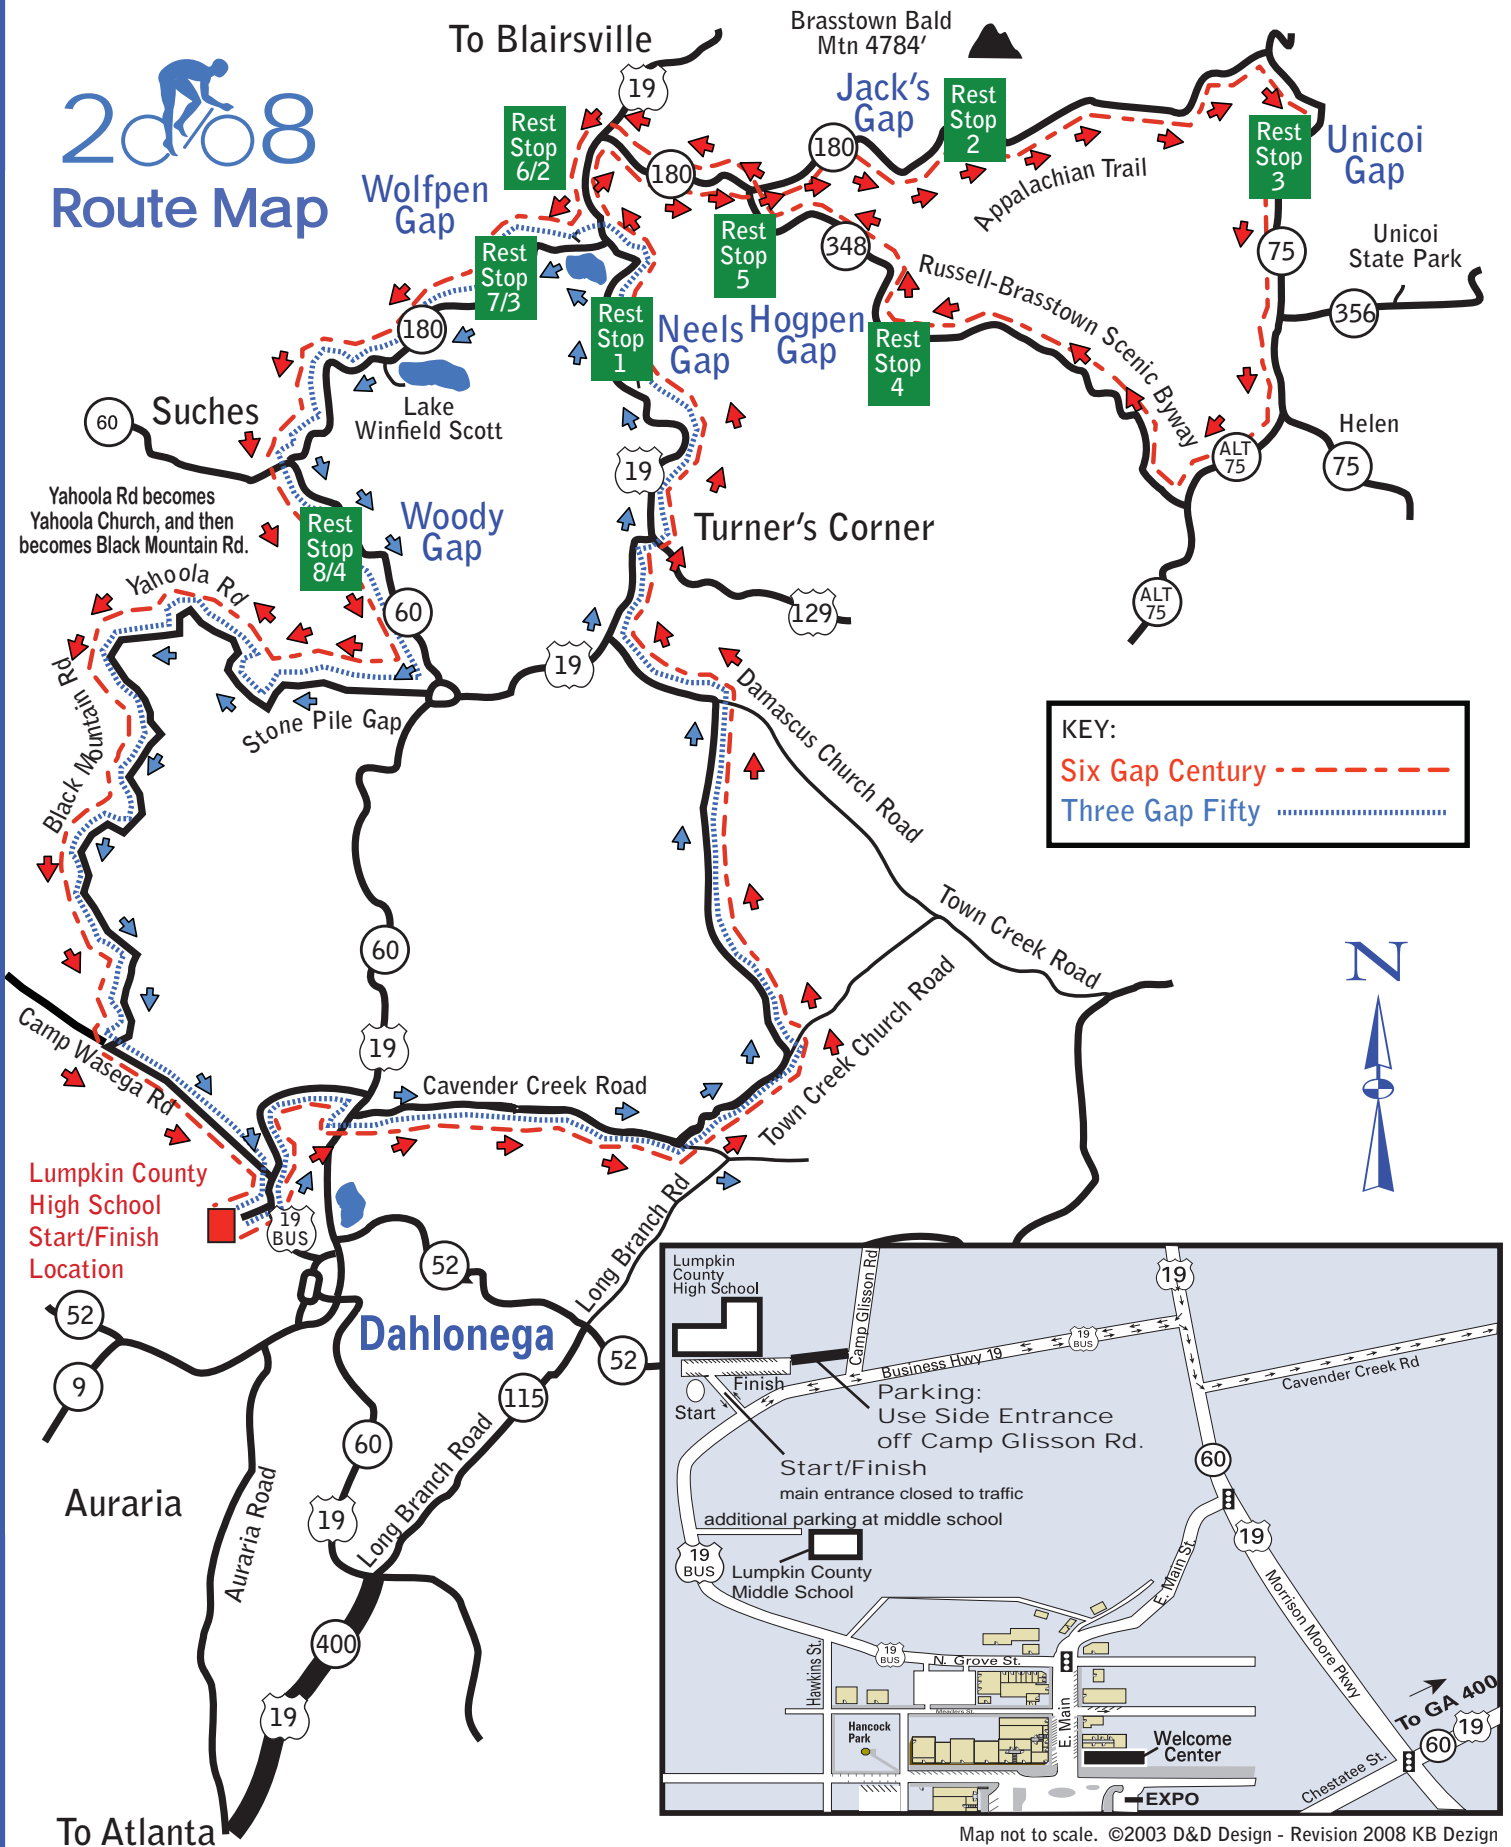 2008
Route Map
To Blairsville
19
Brasstown Bald
Mtn 4784'
Jack's
Gap
Rest
Stop
2
Rest
Stop
6/2
180
180
Rest
Stop
3
Unicoi
Gap
Appalachian Trail
Wolfpen
Gap
Rest
Stop
5
348
75
Unicoi
State Park
Rest
Stop
7/3
Russell-Brasstown Scenic Byway
356
180
Rest
Stop
1
Neels
Gap
Hogpen
Gap
Rest
Stop
4
60
Suches
Lake
Winfield Scott
Helen
ALT
75
75
19
Yahoola Rd becomes
Yahoola Church, and then
becomes Black Mountain Rd.
Woody
Gap
Rest
Stop
8/4
Turner's Corner
Yahoola Rd
60
129
ALT
75
19
Black Mountain Rd
Stone Pile Gap
Damascus Church Road
KEY:
Six Gap Century
Three Gap Fifty
60
Town Creek Road
N
Town Creek Church Road
Camp Wasega Rd
19
Cavender Creek Road
Lumpkin County
High School
Start/Finish
Location
19
BUS
Long Branch Rd
52
52
Dahlonega
52
9
115
60
Auraria
Auraria Road
19
Long Branch Road
400
19
To Atlanta
Lumpkin
County
High School
Camp Glisson Rd
19
19
BUS
Business Hwy 19
Cavender Creek Rd
Finish
Start
Parking:
Use Side Entrance
off Camp Glisson Rd.
Start/Finish
main entrance closed to traffic
60
additional parking at middle school
19
BUS
Lumpkin County
Middle School
19
E. Main St.
Morrison Moore Pkwy
Hawkins St.
19
BUS
N. Grove St.
Meaders St.
Hancock
Park
E. Main
Welcome
Center
To GA 400
60
19
Chestatee St.
EXPO
Map not to scale. ©2003 D&D Design - Revision 2008 KB Dezign